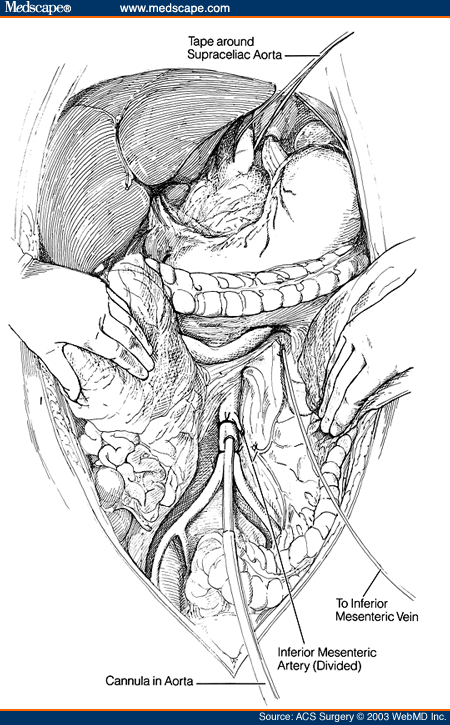 Medscape® www.medscape.com
Tape around
Supraceliac Aorta
To Inferior
Mesenteric Vein
Inferior Mesenteric
Artery (Divided)
Cannula in Aorta
Source: ACS Surgery © 2003 WebMD Inc.